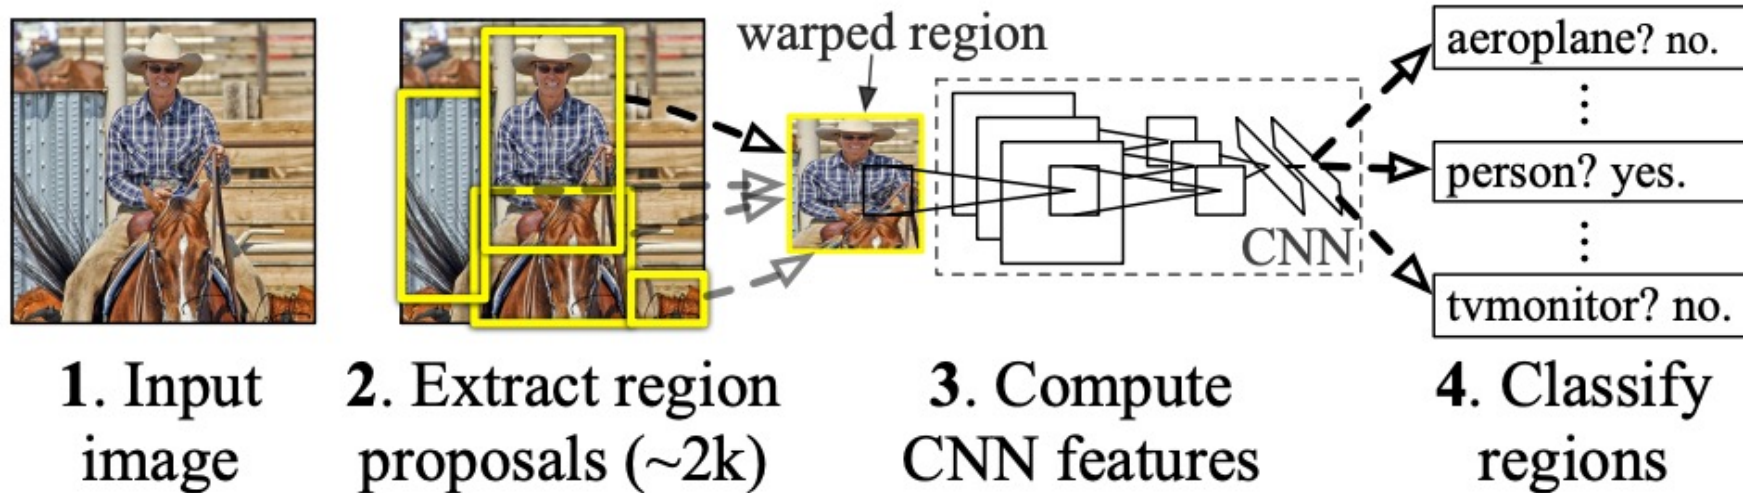 warped region
aeroplane? no.
person? yes.
CNN
tvmonitor? no.
1. Input
image
2. Extract region
proposals (~2k)
3. Compute
CNN features
4. Classify
regions